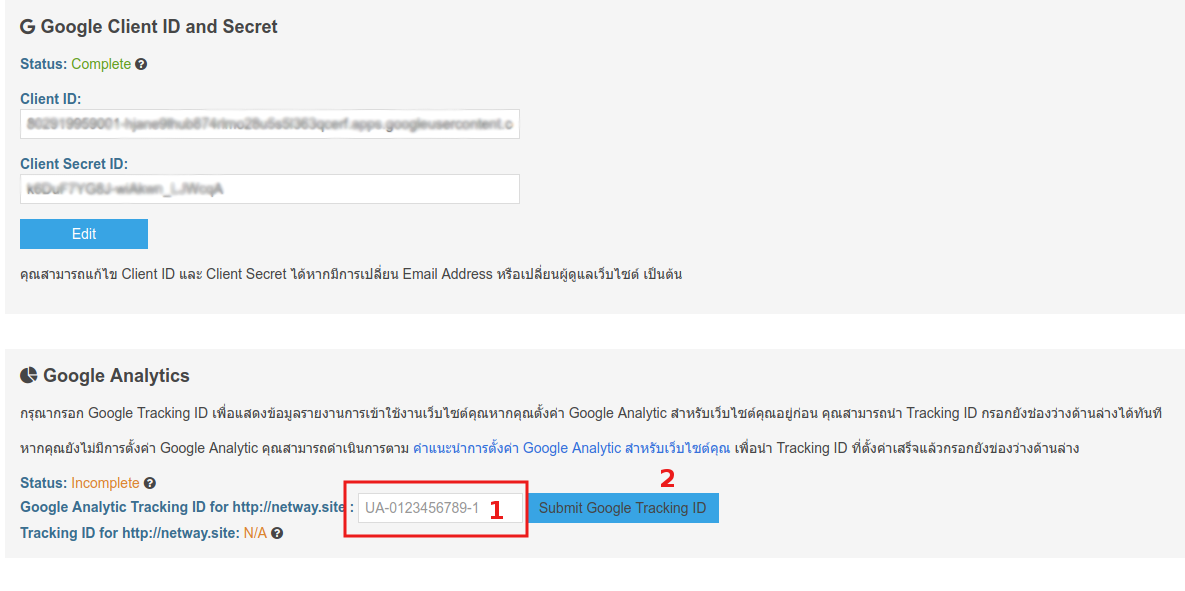 Google Client ID and Secret
Status: Complete
Client ID:
Client Secret ID:
Edit
คุณสามารถแก้ไข Client ID และ Client Secret ได้หากมีการเปลี่ยน Email Address หรือเปลี่ยนผู้ดูแลเว็บไซต์ เป็นต้น
Google Analytics
กรุณากรอก Google Tracking ID เพื่อแสดงข้อมูลรายงานการเข้าใช้งานเว็บไซต์คุณหากคุณตั้งค่า Google Analytic สำหรับเว็บไซต์คุณอยู่ก่อน คุณสามารถนำ Tracking ID กรอกยังช่องว่างด้านล่างได้ทันที
หากคุณยังไม่มีการตั้งค่า Google Analytic คุณสามารถดำเนินการตาม คำแนะนำการตั้งค่า Google Analytic สำหรับเว็บไซต์คุณ เพื่อนำ Tracking ID ที่ตั้งค่าเสร็จแล้วกรอกยังช่องว่างด้านล่าง
2
Status: Incomplete
Google Analytic Tracking ID for http://netway.site : UA-0123456789-1 1 Submit Google Tracking ID
Tracking ID for http://netway.site: N/A